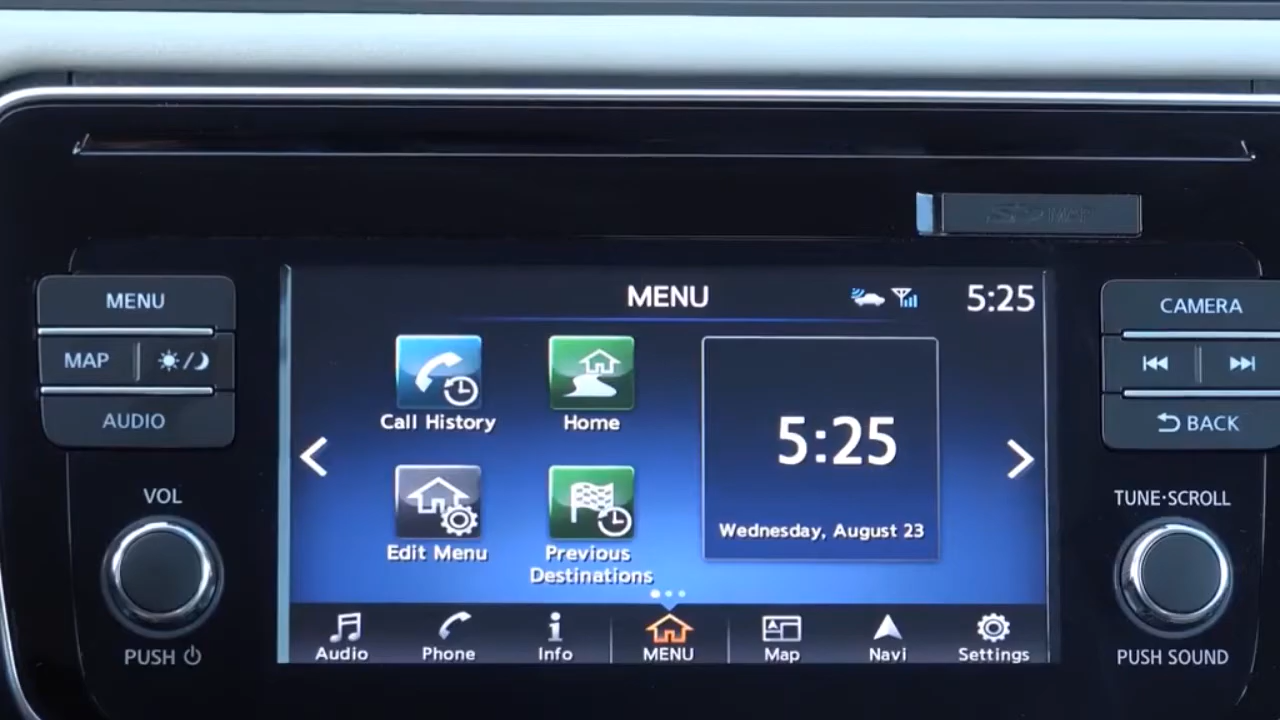 MENU
MAP
AUDIO
VOL
PUSH
MENU
5:25
Call History
Home
Edit Menu
Previous
Destinations
5:25
Wednesday, August 23
Audio
Phone
Info
MENU
Map
Navi
Settings
CAMERA
BACK
TUNE·SCROLL
PUSH SOUND